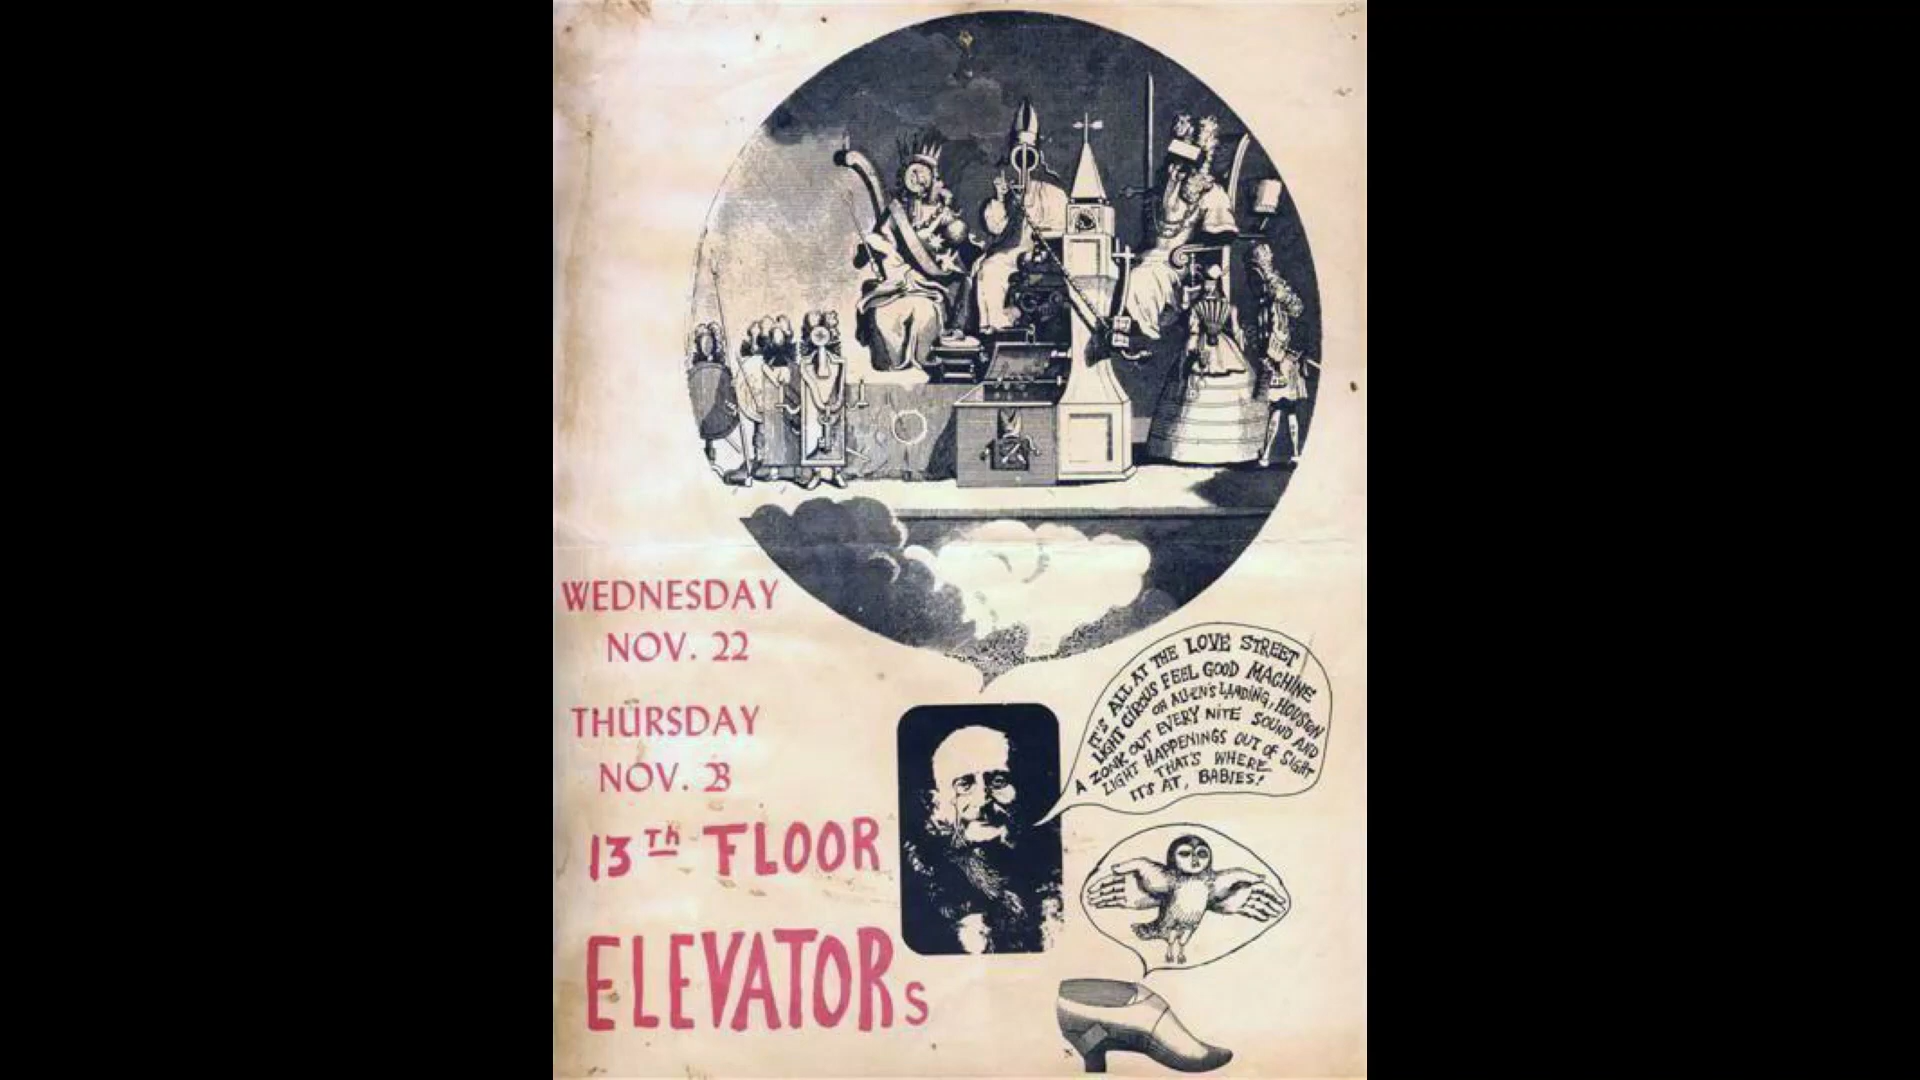 WEDNESDAY
NOV. 22
THURSDAY
NOV. 23
13Th FLOOR
ELEVATORs
IT'S ALL AT THE LOVE STREET
LIGHT CIRCUS FEEL GOOD MACHINE
ON ALLEN'S LANDING, HOUSTON
A ZONK OUT EVERY NITE SOUND AND
LIGHT HAPPENINGS OUT OF SIGHT
THAT'S WHERE
IT'S AT, BABIES!